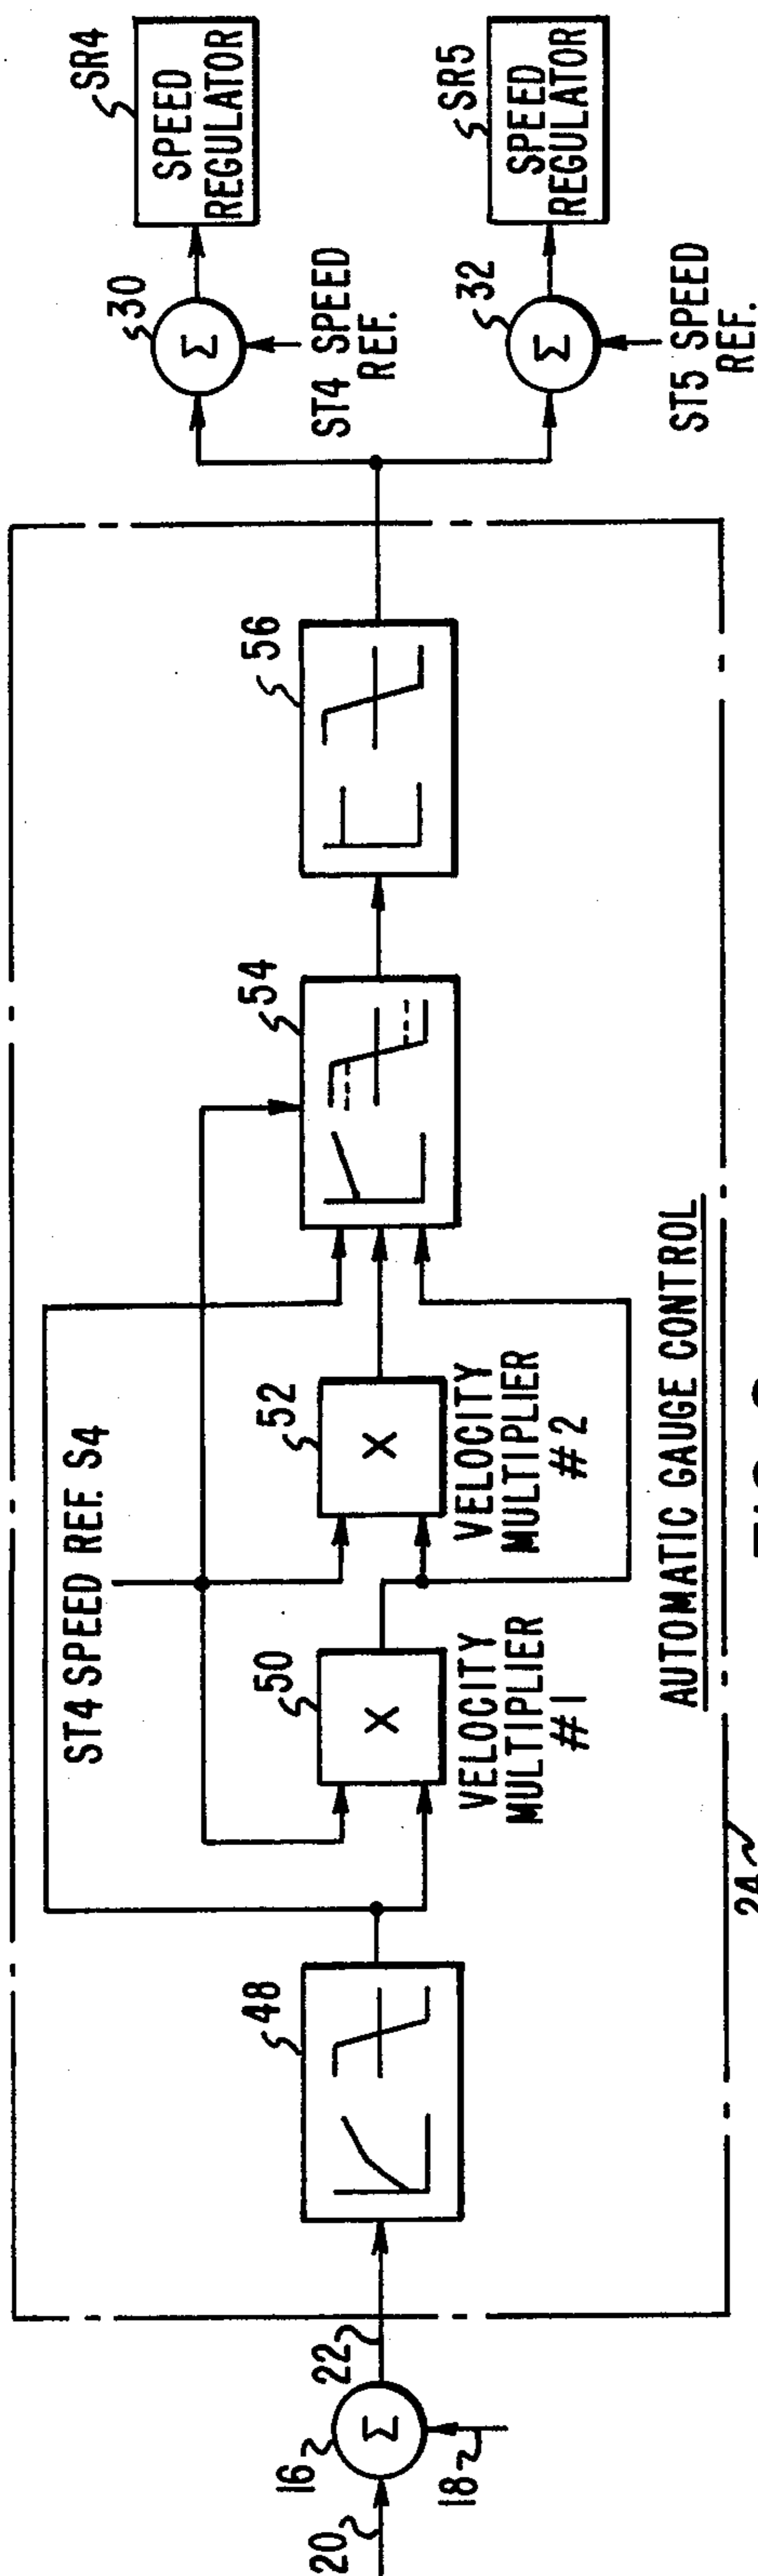 20
16
Σ
18
22
48
ST4 SPEED REF. S4
50
X
VELOCITY
MULTIPLIER
#1
52
X
VELOCITY
MULTIPLIER
#2
54
56
AUTOMATIC GAUGE CONTROL
24
30
Σ
ST4 SPEED
REF.
SR4
SPEED
REGULATOR
32
Σ
ST5 SPEED
REF.
SR5
SPEED
REGULATOR